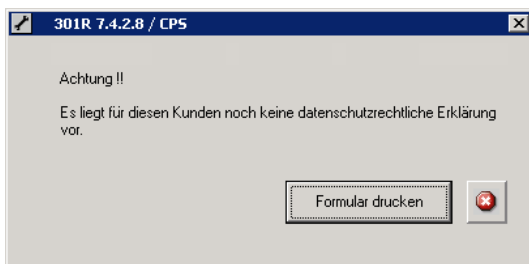 301R 7.4.2.8 / CPS
Achtung !!
Es liegt für diesen Kunden noch keine datenschutzrechtliche Erklärung
vor.
Formular drucken